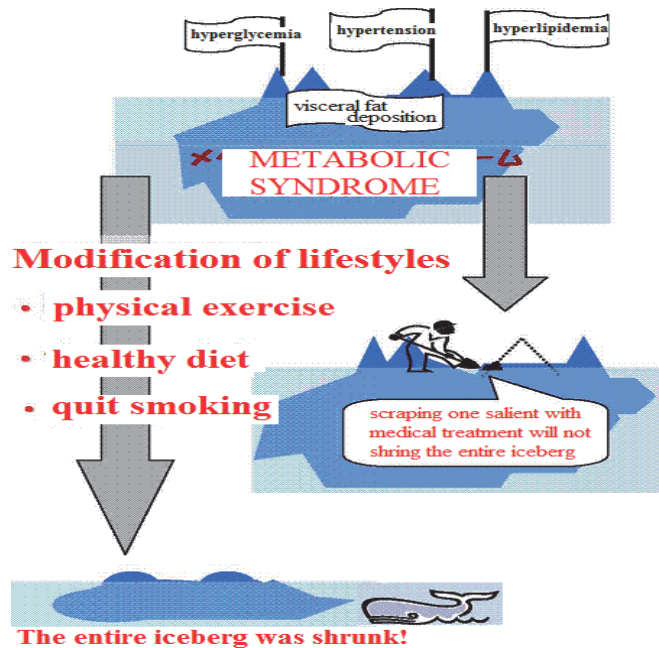 hyperglycemia
hypertension
hyperlipidemia
visceral fat
deposition
METABOLIC
SYNDROME
Modification of lifestyles
• physical exercise
• healthy diet
• quit smoking
scraping one salient with
medical treatment will not
shring the entire iceberg
The entire iceberg was shrunk!